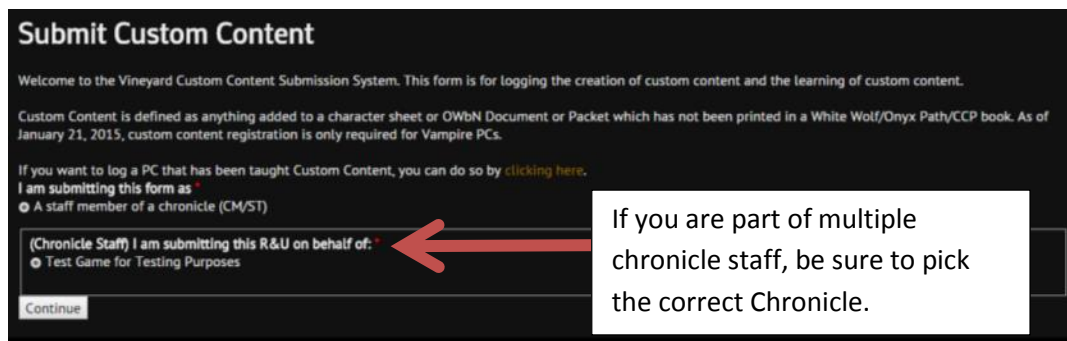 Submit Custom Content
Welcome to the Vineyard Custom Content Submission System. This form is for logging the creation of custom content and the learning of custom content.
Custom Content is defined as anything added to a character sheet or OWbN Document or Packet which has not been printed in a White Wolf/Onyx Path/CCP book. As of
January 21, 2015, custom content registration is only required for Vampire PCs.
If you want to log a PC that has been taught Custom Content, you can do so by clicking here.
I am submitting this form as *
A staff member of a chronicle (CM/ST)
(Chronicle Staff) I am submitting this R&U on behalf of: *
Test Game for Testing Purposes
Continue
If you are part of multiple
chronicle staff, be sure to pick
the correct Chronicle.